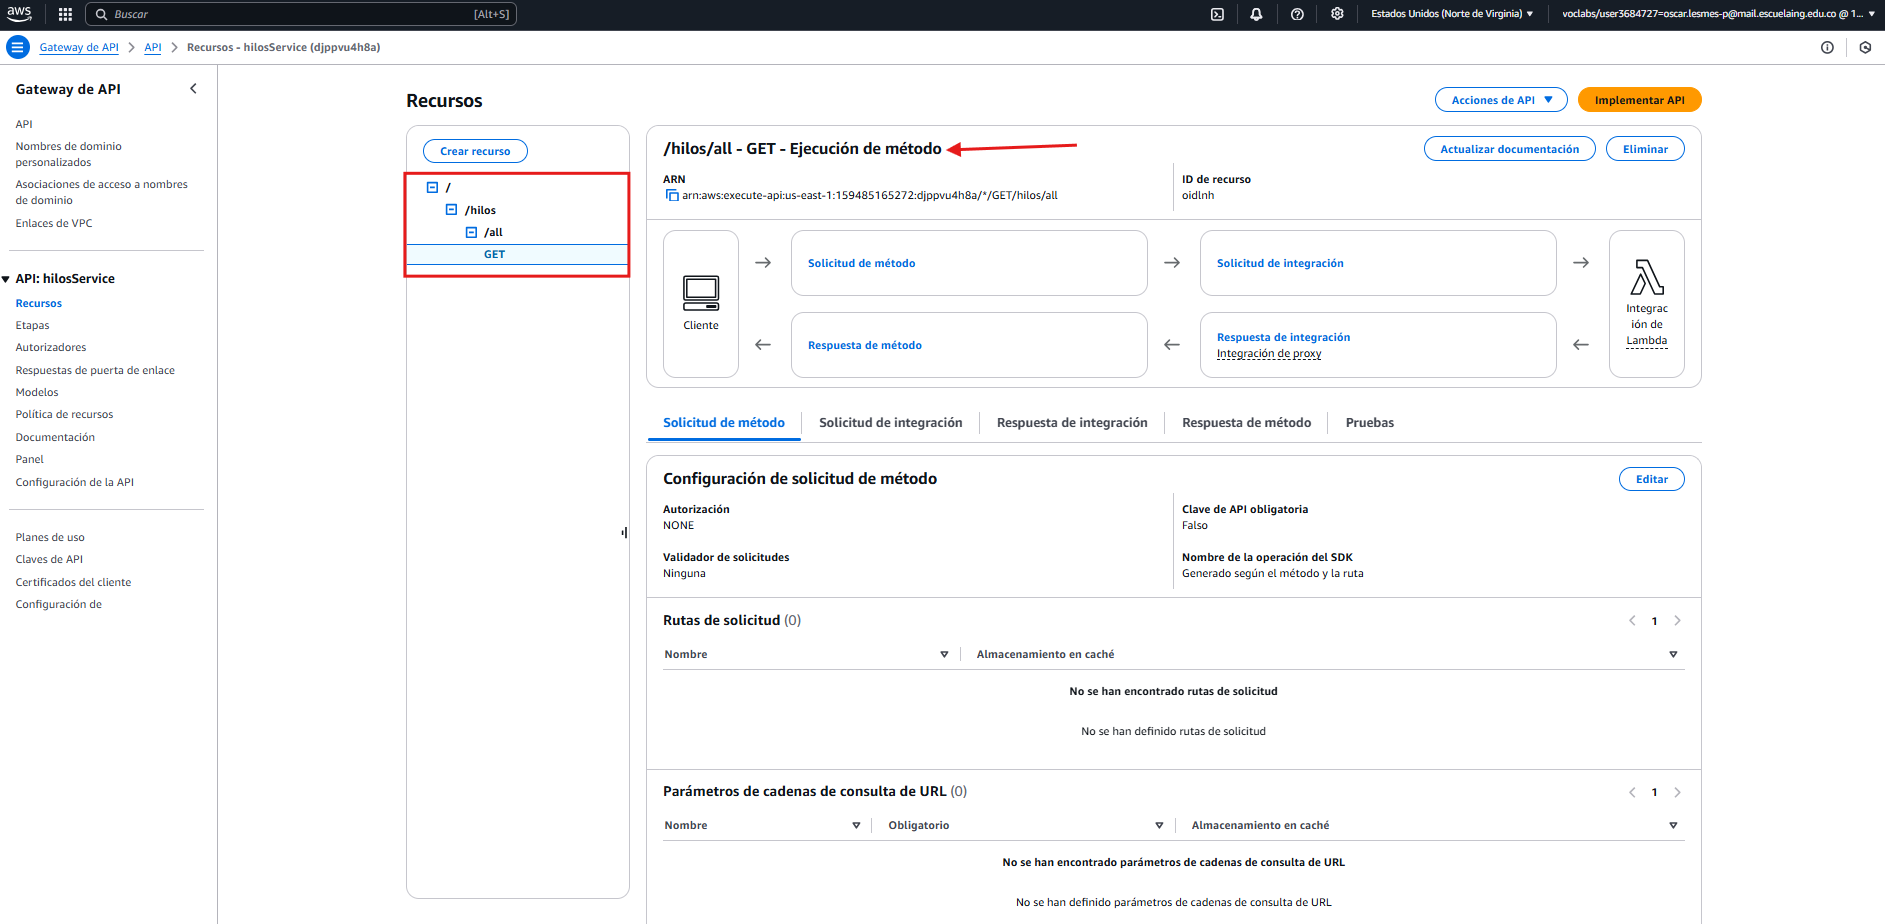 aws
Buscar
[Alt+S]
Estados Unidos (Norte de Virginia)
voclabs/user3684727=oscar.lesmes-p@mail.escuelaing.edu.co @ 1...
Gateway de API
API
Recursos - hilosService (djppvu4h8a)
Gateway de API
API
Nombres de dominio
personalizados
Asociaciones de acceso a nombres
de dominio
Enlaces de VPC
API: hilosService
Recursos
Etapas
Autorizadores
Respuestas de puerta de enlace
Modelos
Política de recursos
Documentación
Panel
Configuración de la API
Planes de uso
Claves de API
Certificados del cliente
Configuración de
Recursos
Acciones de API
Implementar API
Crear recurso
/
/hilos
/all
GET
/hilos/all - GET - Ejecución de método
Actualizar documentación
Eliminar
ARN
arn:aws:execute-api:us-east-1:159485165272:djppvu4h8a/*/GET/hilos/all
ID de recurso
oidlnh
Cliente
Solicitud de método
Solicitud de integración
Respuesta de método
Respuesta de integración
Integración de proxy
Integrac
ión de
Lambda
Solicitud de método
Solicitud de integración
Respuesta de integración
Respuesta de método
Pruebas
Configuración de solicitud de método
Editar
Autorización
NONE
Clave de API obligatoria
Falso
Validador de solicitudes
Ninguna
Nombre de la operación del SDK
Generado según el método y la ruta
Rutas de solicitud (0)
1
Nombre
Almacenamiento en caché
No se han encontrado rutas de solicitud
No se han definido rutas de solicitud
Parámetros de cadenas de consulta de URL (0)
1
Nombre
Obligatorio
Almacenamiento en caché
No se han encontrado parámetros de cadenas de consulta de URL
No se han definido parámetros de cadenas de consulta de URL